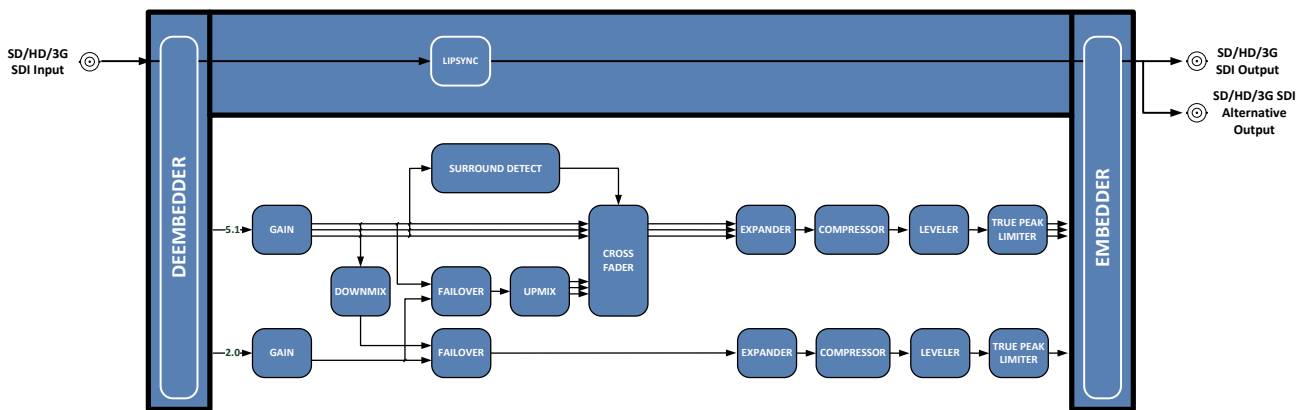 SD/HD/3G
SDI Input
DEEMBEDDER
LIPSYNC
EMBEDDER
SD/HD/3G
SDI Output
SD/HD/3G SDI
Alternative
Output
SURROUND DETECT
5.1
GAIN
CROSS
FADER
EXPANDER
COMPRESSOR
LEVELER
TRUE PEAK
LIMITER
DOWNMIX
FAILOVER
UPMIX
2.0
GAIN
FAILOVER
EXPANDER
COMPRESSOR
LEVELER
TRUE PEAK
LIMITER